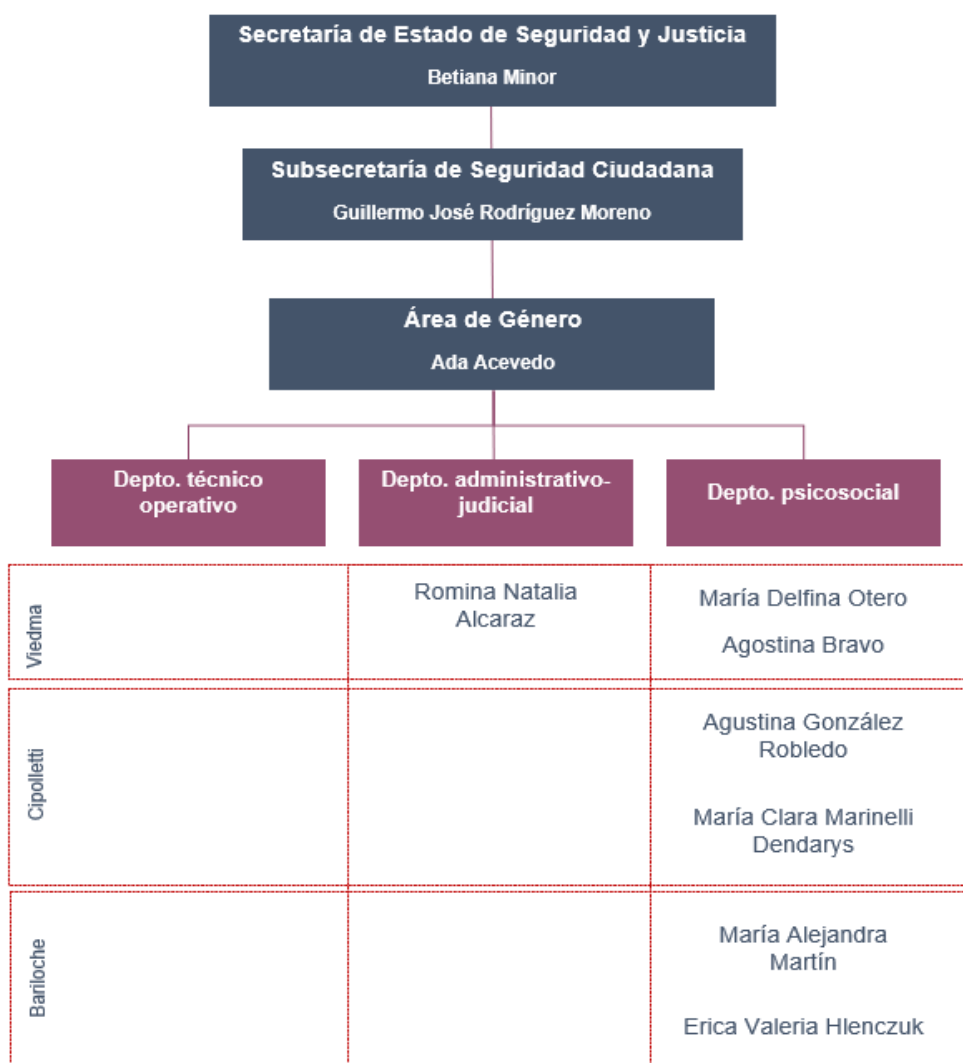 Secretaría de Estado de Seguridad y Justicia
Betiana Minor
Subsecretaría de Seguridad Ciudadana
Guillermo José Rodríguez Moreno
Área de Género
Ada Acevedo
Depto. técnico
operativo
Depto. administrativo-
judicial
Depto. psicosocial
Viedma
Romina Natalia
Alcaraz
María Delfina Otero
Agostina Bravo
Cipolletti
Agustina González
Robledo
María Clara Marinelli
Dendarys
Bariloche
María Alejandra
Martín
Erica Valeria Hlenczuk